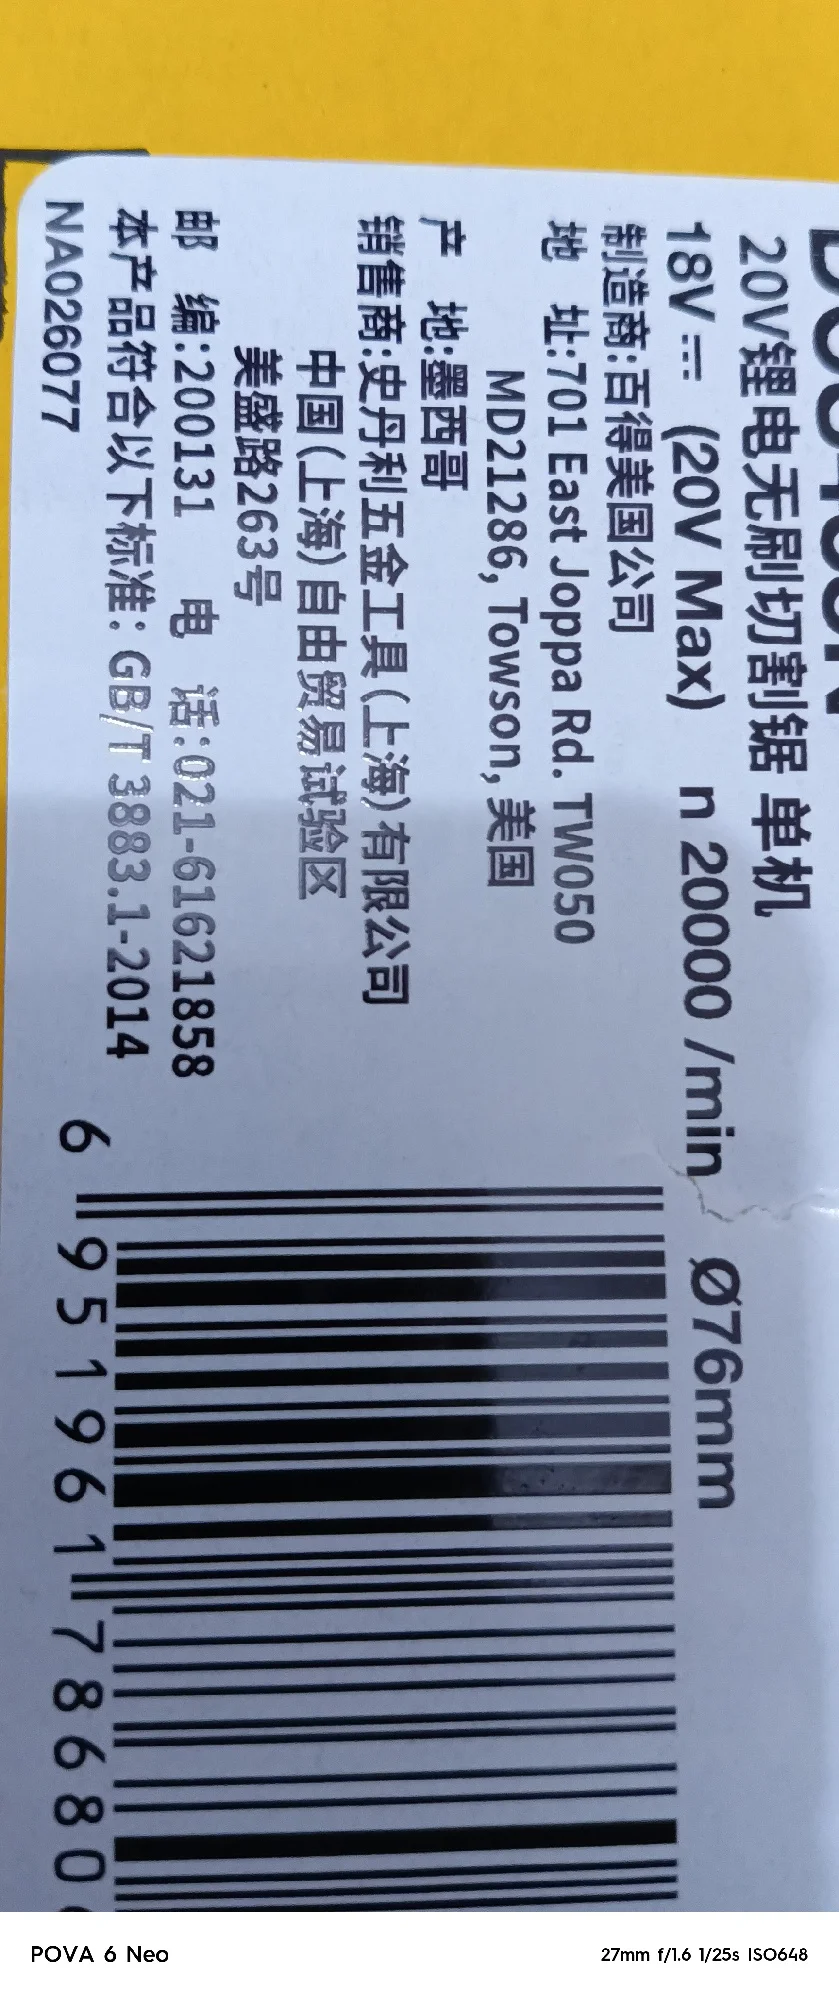 20V锂电无刷切割锯 单机
18V ⎓ (20V Max) n 20000 /min Ø76mm
制造商:百得美国公司
地 址:701 East Joppa Rd. TW050
MD21286, Towson, 美国
产 地:墨西哥
销售商:史丹利五金工具(上海)有限公司
中国(上海)自由贸易试验区
美盛路263号
邮 编:200131 电 话:021-61621858
本产品符合以下标准: GB/T 3883.1-2014
NA026077
6 951961 78680
POVA 6 Neo
27mm f/1.6 1/25s ISO648